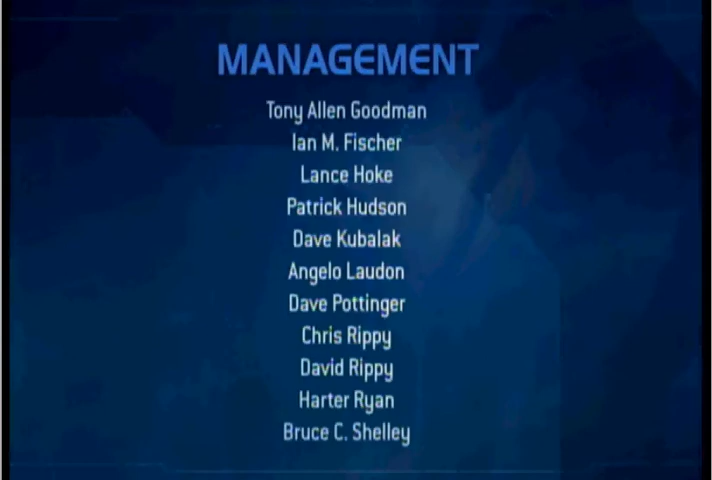 MANAGEMENT
Tony Allen Goodman
Ian M. Fischer
Lance Hoke
Patrick Hudson
Dave Kubalak
Angelo Laudon
Dave Pottinger
Chris Rippy
David Rippy
Harter Ryan
Bruce C. Shelley